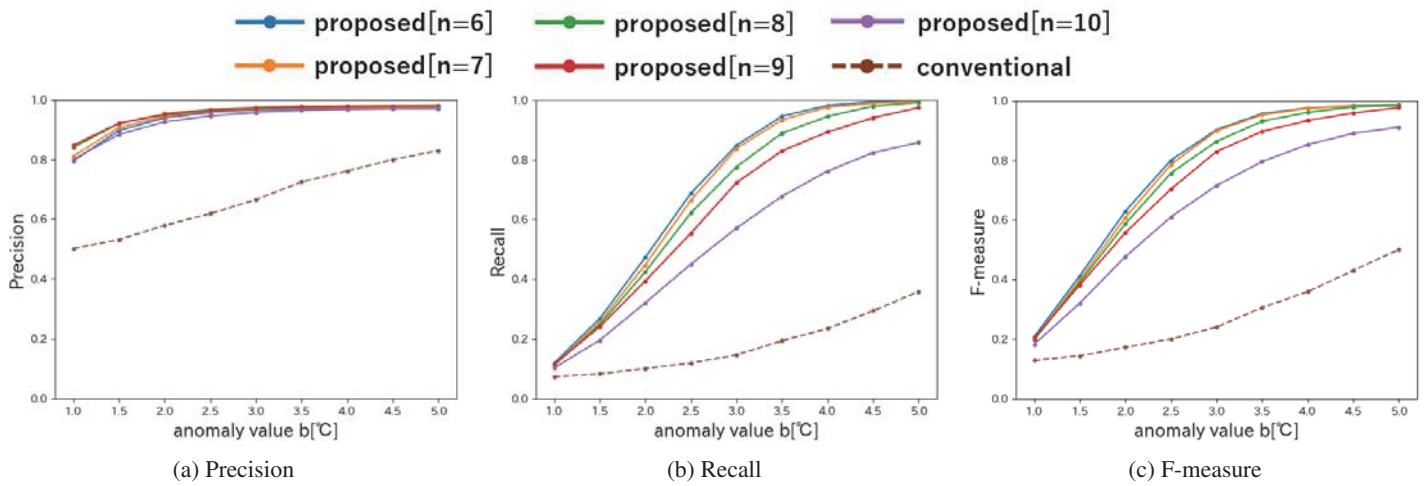 proposed[n=6] proposed[n=8] proposed[n=10]
proposed[n=7] proposed[n=9] conventional
1.0
0.8
0.6
0.4
0.2
0.0
Precision
1.0 1.5 2.0 2.5 3.0 3.5 4.0 4.5 5.0
anomaly value b[℃]
(a) Precision
1.0
0.8
0.6
0.4
0.2
0.0
Recall
1.0 1.5 2.0 2.5 3.0 3.5 4.0 4.5 5.0
anomaly value b[℃]
(b) Recall
1.0
0.8
0.6
0.4
0.2
0.0
F-measure
1.0 1.5 2.0 2.5 3.0 3.5 4.0 4.5 5.0
anomaly value b[℃]
(c) F-measure